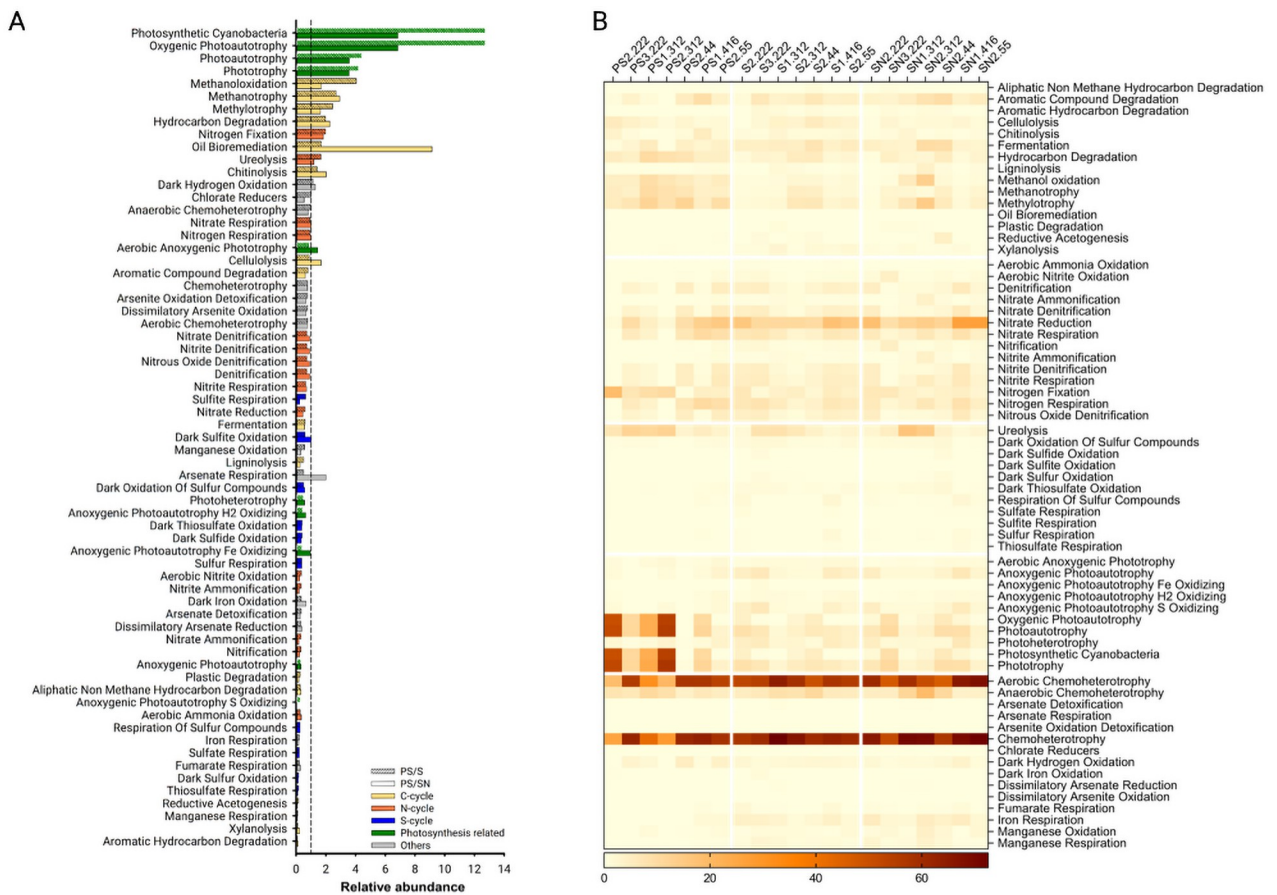 A
Photosynthetic Cyanobacteria
Oxygenic Photoautotrophy
Photoautotrophy
Phototrophy
Methanoloxidation
Methanotrophy
Methylotrophy
Hydrocarbon Degradation
Nitrogen Fixation
Oil Bioremediation
Ureolysis
Chitinolysis
Dark Hydrogen Oxidation
Chlorate Reducers
Anaerobic Chemoheterotrophy
Nitrate Respiration
Nitrogen Respiration
Aerobic Anoxygenic Phototrophy
Cellulolysis
Aromatic Compound Degradation
Chemoheterotrophy
Arsenite Oxidation Detoxification
Dissimilatory Arsenite Oxidation
Aerobic Chemoheterotrophy
Nitrate Denitrification
Nitrite Denitrification
Nitrous Oxide Denitrification
Denitrification
Nitrite Respiration
Sulfite Respiration
Nitrate Reduction
Fermentation
Dark Sulfite Oxidation
Manganese Oxidation
Ligninolysis
Arsenate Respiration
Dark Oxidation Of Sulfur Compounds
Photoheterotrophy
Anoxygenic Photoautotrophy H2 Oxidizing
Dark Thiosulfate Oxidation
Dark Sulfide Oxidation
Anoxygenic Photoautotrophy Fe Oxidizing
Sulfur Respiration
Aerobic Nitrite Oxidation
Nitrite Ammonification
Dark Iron Oxidation
Arsenate Detoxification
Dissimilatory Arsenate Reduction
Nitrate Ammonification
Nitrification
Anoxygenic Photoautotrophy
Plastic Degradation
Aliphatic Non Methane Hydrocarbon Degradation
Anoxygenic Photoautotrophy S Oxidizing
Aerobic Ammonia Oxidation
Respiration Of Sulfur Compounds
Iron Respiration
Sulfate Respiration
Fumarate Respiration
Dark Sulfur Oxidation
Thiosulfate Respiration
Reductive Acetogenesis
Manganese Respiration
Xylanolysis
Aromatic Hydrocarbon Degradation
PS/S
PS/SN
C-cycle
N-cycle
S-cycle
Photosynthesis related
Others
0 2 4 6 8 10 12 14
Relative abundance
B
PS2.222 PS3.222 PS1.312 PS2.312 PS2.44 PS1.416 PS2.55 S2.222 S3.222 S1.312 S2.312 S2.44 S1.416 S2.55 SN2.222 SN3.222 SN1.312 SN2.312 SN2.44 SN1.416 SN2.55
Aliphatic Non Methane Hydrocarbon Degradation
Aromatic Compound Degradation
Aromatic Hydrocarbon Degradation
Cellulolysis
Chitinolysis
Fermentation
Hydrocarbon Degradation
Ligninolysis
Methanol oxidation
Methanotrophy
Methylotrophy
Oil Bioremediation
Plastic Degradation
Reductive Acetogenesis
Xylanolysis
Aerobic Ammonia Oxidation
Aerobic Nitrite Oxidation
Denitrification
Nitrate Ammonification
Nitrate Denitrification
Nitrate Reduction
Nitrate Respiration
Nitrification
Nitrite Ammonification
Nitrite Denitrification
Nitrite Respiration
Nitrogen Fixation
Nitrogen Respiration
Nitrous Oxide Denitrification
Ureolysis
Dark Oxidation Of Sulfur Compounds
Dark Sulfide Oxidation
Dark Sulfite Oxidation
Dark Sulfur Oxidation
Dark Thiosulfate Oxidation
Respiration Of Sulfur Compounds
Sulfate Respiration
Sulfite Respiration
Sulfur Respiration
Thiosulfate Respiration
Aerobic Anoxygenic Phototrophy
Anoxygenic Photoautotrophy
Anoxygenic Photoautotrophy Fe Oxidizing
Anoxygenic Photoautotrophy H2 Oxidizing
Anoxygenic Photoautotrophy S Oxidizing
Oxygenic Photoautotrophy
Photoautotrophy
Photoheterotrophy
Photosynthetic Cyanobacteria
Phototrophy
Aerobic Chemoheterotrophy
Anaerobic Chemoheterotrophy
Arsenate Detoxification
Arsenate Respiration
Arsenite Oxidation Detoxification
Chemoheterotrophy
Chlorate Reducers
Dark Hydrogen Oxidation
Dark Iron Oxidation
Dissimilatory Arsenate Reduction
Dissimilatory Arsenite Oxidation
Fumarate Respiration
Iron Respiration
Manganese Oxidation
Manganese Respiration
0 20 40 60